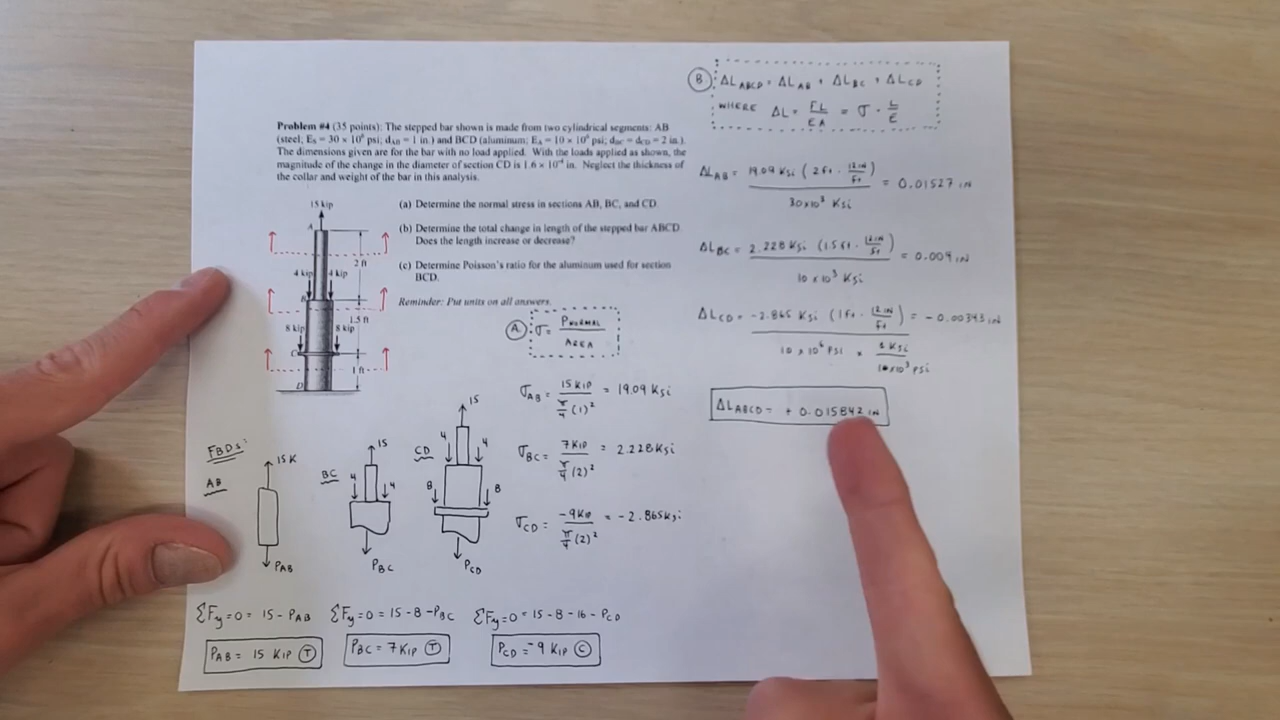 Problem #4 (35 points): The stepped bar shown is made from two cylindrical segments: AB
(steel; Es = 30 × 10⁶ psi; dAB = 1 in.) and BCD (aluminum; EA = 10 × 10⁶ psi; dBC = dCD = 2 in.).
The dimensions given are for the bar with no load applied. With the loads applied as shown, the
magnitude of the change in the diameter of section CD is 1.6 × 10⁻⁴ in. Neglect the thickness of
the collar and weight of the bar in this analysis.
(a) Determine the normal stress in sections AB, BC, and CD.
(b) Determine the total change in length of the stepped bar ABCD.
Does the length increase or decrease?
(c) Determine Poisson's ratio for the aluminum used for section
BCD.
Reminder: Put units on all answers.
15 kip
A
2 ft
4 kip 4 kip
B
1.5 ft
8 kip 8 kip
C
1 ft
D
FBDs:
AB
15K
PAB
BC
15
4 4
PBC
CD
15
4 4
8 8
PCD
ΣFy=0= 15 - PAB
PAB = 15 KIP T
ΣFy=0 = 15 - 8 - PBC
PBC = 7 KIP T
ΣFy=0 = 15 - 8 - 16 - PCD
PCD = -9 KIP C
A σ = PNORMAL / AREA
σAB = 15 KIP / π/4 (1)² = 19.09 Ksi
σBC = 7 KIP / π/4 (2)² = 2.228 Ksi
σCD = -9 KIP / π/4 (2)² = -2.865 Ksi
B ΔLABCD = ΔLAB + ΔLBC + ΔLCD
WHERE ΔL = FL / EA = σ · L / E
ΔLAB = 19.09 Ksi (2 ft · 12 IN / ft) / 30x10³ Ksi = 0.01527 IN
ΔLBC = 2.228 Ksi (1.5 ft · 12 IN / ft) / 10 x10³ Ksi = 0.004 IN
ΔLCD = -2.865 Ksi (1 ft · 12 IN / ft) / 10 x 10⁶ PSI × 1 Ksi / 10³ PSI = -0.00343 IN
ΔLABCD = + 0.015842 IN